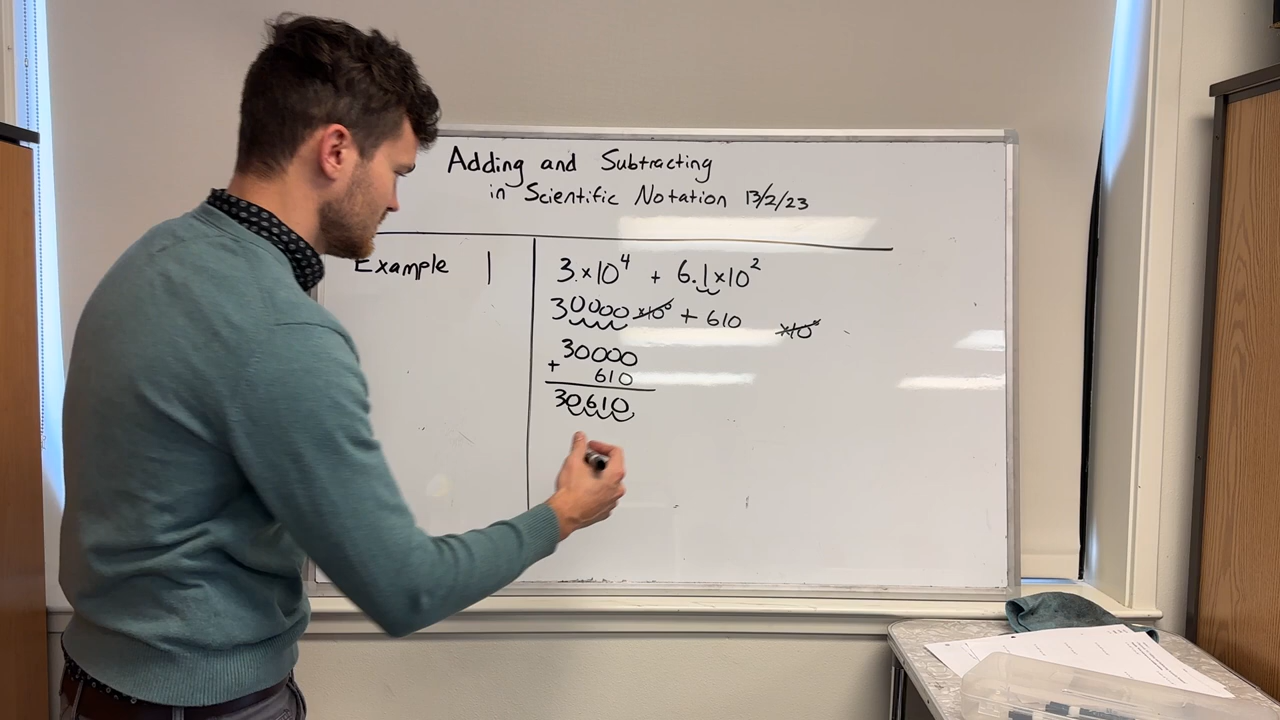 Adding and Subtracting
in Scientific Notation 13/2/23
Example 1
3.×10⁴ + 6.1×10²
30000 ×10⁰ + 610 ×10⁰
30000
+ 610
30610